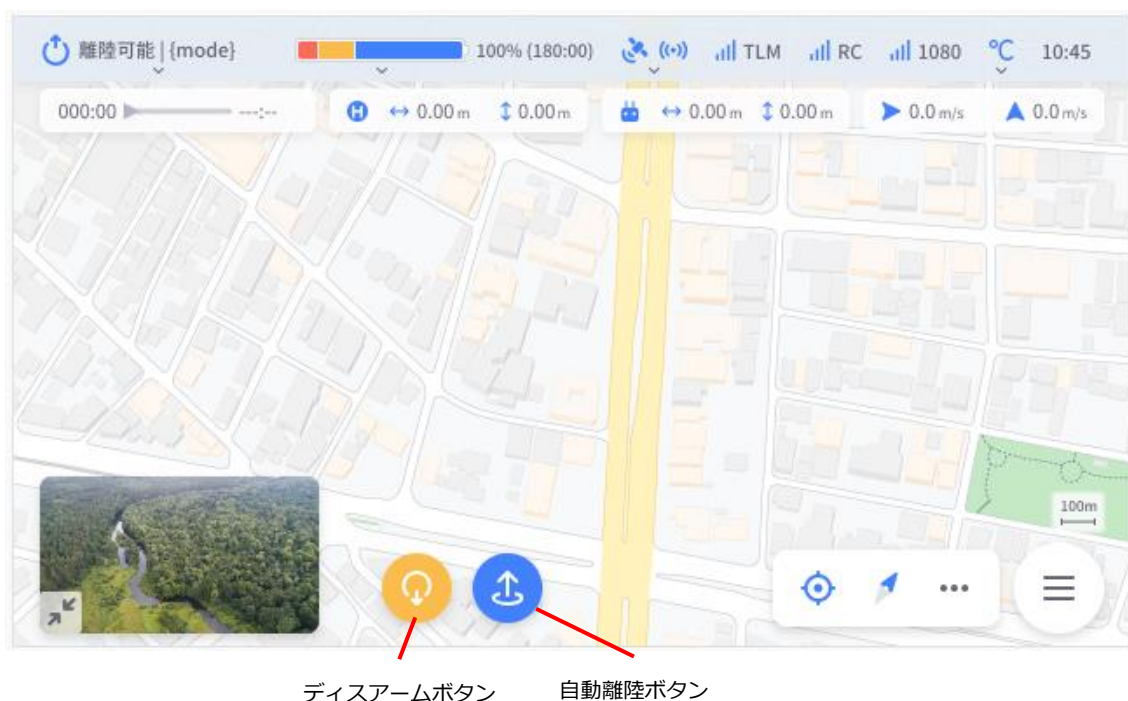 離陸可能 | {mode} 100% (180:00) TLM RC 1080 ℃ 10:45
000:00 ---:-- H 0.00 m 0.00 m 0.00 m 0.00 m 0.0 m/s 0.0 m/s
100m
ディスアームボタン 自動離陸ボタン